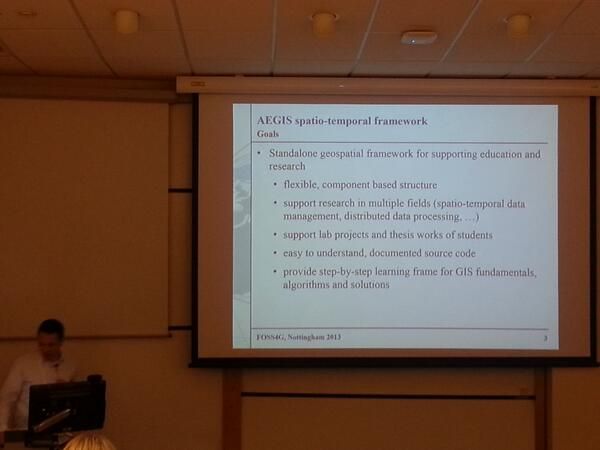 AEGIS spatio-temporal framework
Goals
• Standalone geospatial framework for supporting education and
research
• flexible, component based structure
• support research in multiple fields (spatio-temporal data
management, distributed data processing, …)
• support lab projects and thesis works of students
• easy to understand, documented source code
• provide step-by-step learning frame for GIS fundamentals,
algorithms and solutions
FOSS4G, Nottingham 2013 3